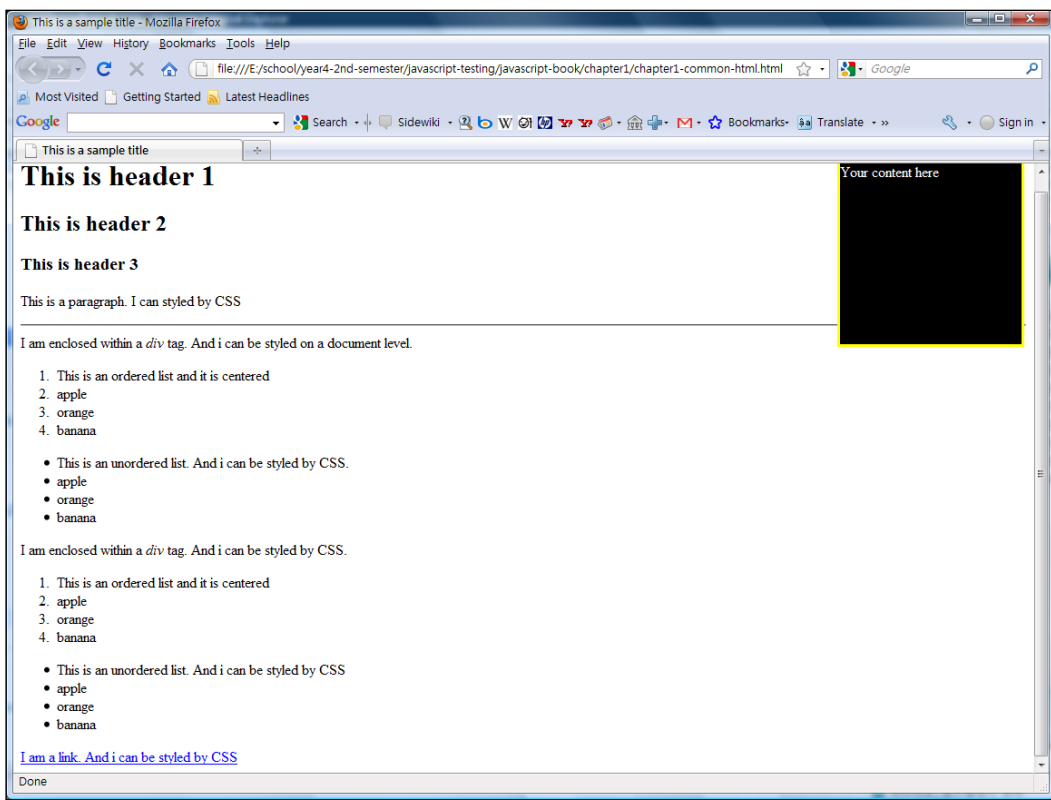 This is a sample title - Mozilla Firefox
File Edit View History Bookmarks Tools Help
file:///E:/school/year4-2nd-semester/javascript-testing/javascript-book/chapter1/chapter1-common-html.html Google
Most Visited Getting Started Latest Headlines
Google Search Sidewiki W Bookmarks Translate » Sign in
This is a sample title
This is header 1
Your content here
This is header 2
This is header 3
This is a paragraph. I can styled by CSS
I am enclosed within a div tag. And i can be styled on a document level.
1. This is an ordered list and it is centered
2. apple
3. orange
4. banana
• This is an unordered list. And i can be styled by CSS.
• apple
• orange
• banana
I am enclosed within a div tag. And i can be styled by CSS.
1. This is an ordered list and it is centered
2. apple
3. orange
4. banana
• This is an unordered list. And i can be styled by CSS
• apple
• orange
• banana
I am a link. And i can be styled by CSS
Done